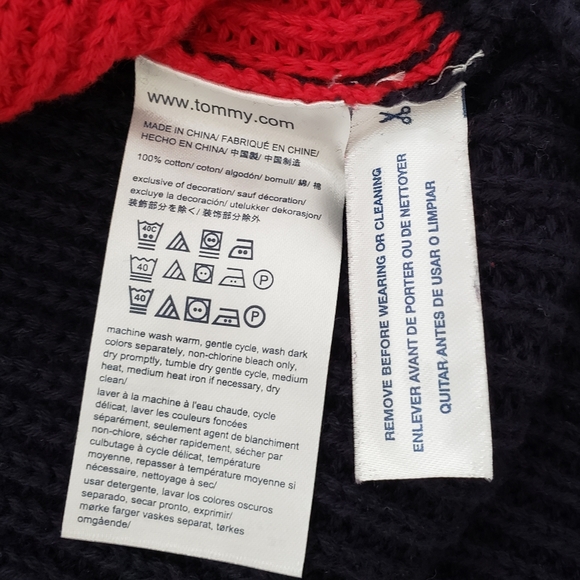 www.tommy.com
MADE IN CHINA/ FABRIQUÉ EN CHINE/
HECHO EN CHINA/ 中国製/ 中国制造
100% cotton/ coton/ algodón/ bomull/ 綿/ 棉
exclusive of decoration/ sauf décoration/
excluye la decoración/ utelukker dekorasjon/
装飾部分を除く/ 装饰部分除外
40C
40
P
40
P
machine wash warm, gentle cycle, wash dark
colors separately, non-chlorine bleach only,
dry promptly, tumble dry gentle cycle, medium
heat, medium heat iron if necessary, dry
clean/
laver à la machine à l'eau chaude, cycle
délicat, laver les couleurs foncées
séparément, seulement agent de blanchiment
non-chlore, sécher rapidement, sécher par
culbutage à cycle délicat, température
moyenne, repasser à température moyenne si
nécessaire, nettoyage à sec/
usar detergente, lavar los colores oscuros
separado, secar pronto, exprimir/
mørke farger vaskes separat, tørkes
omgående/
REMOVE BEFORE WEARING OR CLEANING
ENLEVER AVANT DE PORTER OU DE NETTOYER
QUITAR ANTES DE USAR O LIMPIAR